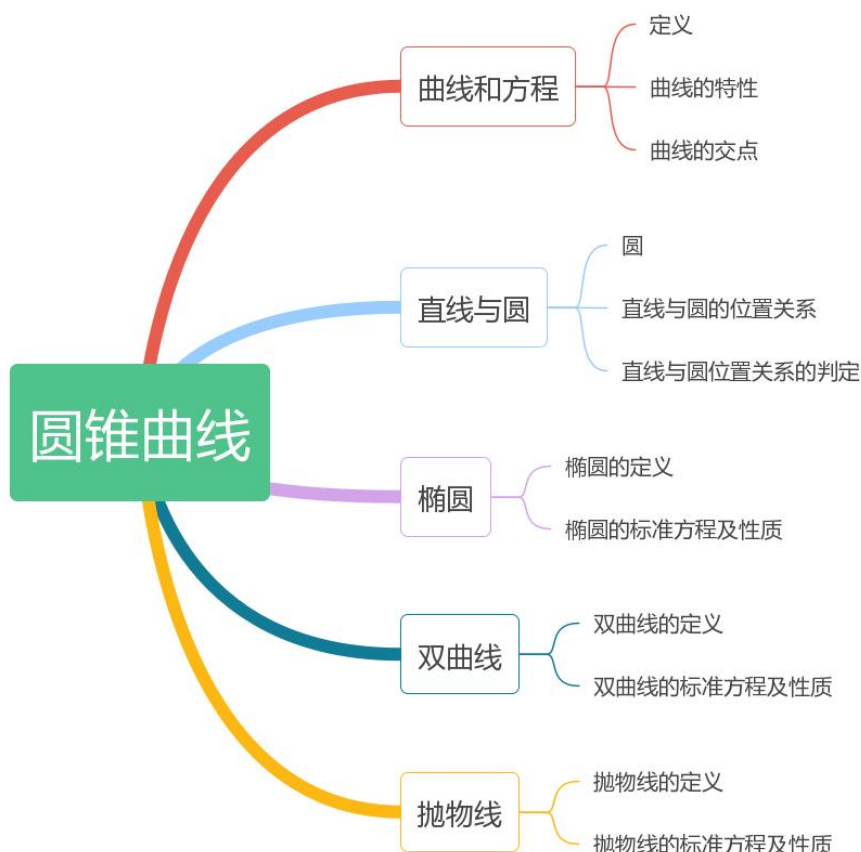 圆锥曲线
曲线和方程
定义
曲线的特性
曲线的交点
直线与圆
圆
直线与圆的位置关系
直线与圆位置关系的判定
椭圆
椭圆的定义
椭圆的标准方程及性质
双曲线
双曲线的定义
双曲线的标准方程及性质
抛物线
抛物线的定义
抛物线的标准方程及性质